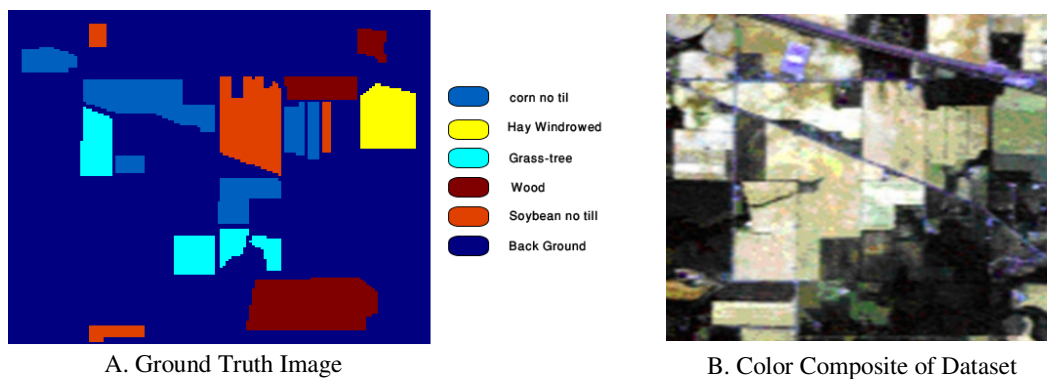 corn no til
Hay Windrowed
Grass-tree
Wood
Soybean no till
Back Ground
A. Ground Truth Image
B. Color Composite of Dataset